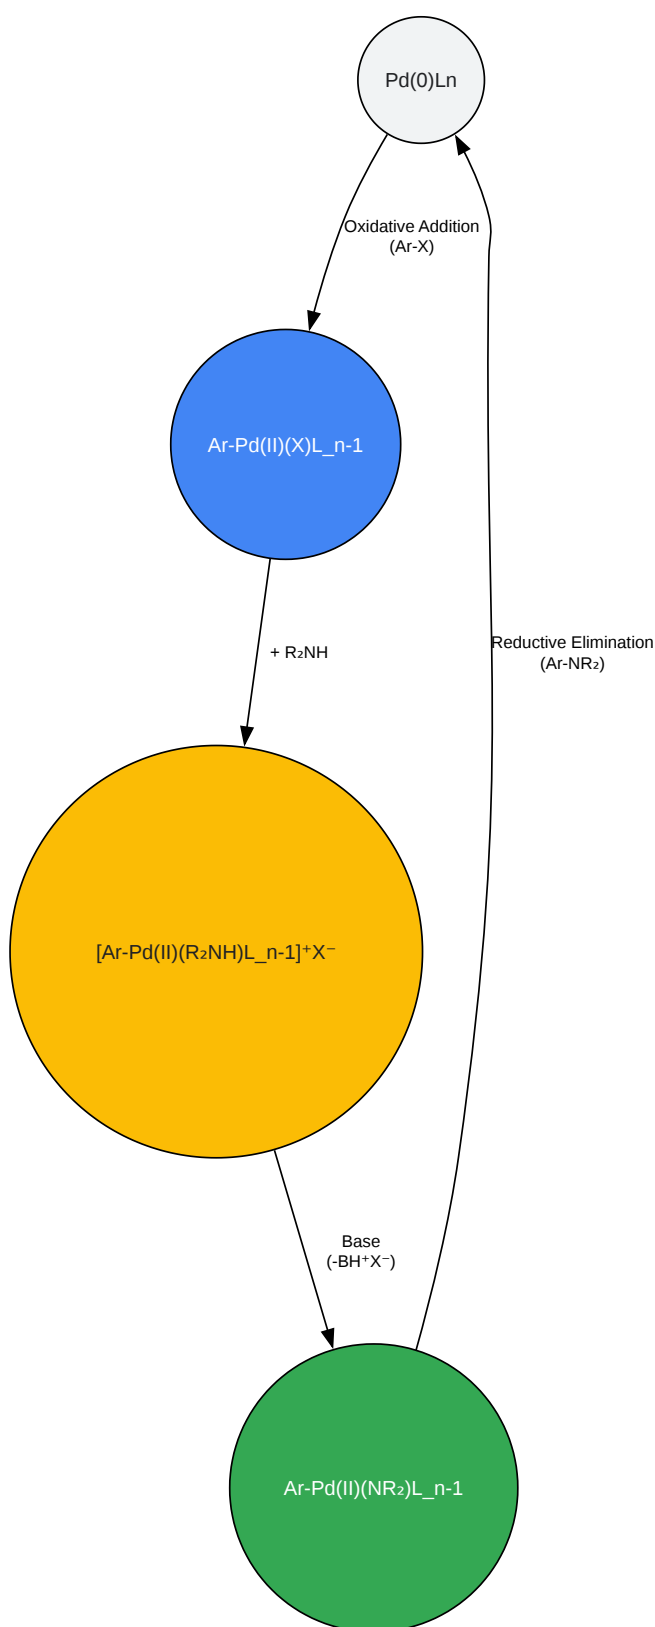 Pd(0)Ln
Oxidative Addition
(Ar-X)
Ar-Pd(II)(X)L_n-1
+ R₂NH
Reductive Elimination
(Ar-NR₂)
[Ar-Pd(II)(R₂NH)L_n-1]⁺X⁻
Base
(-BH⁺X⁻)
Ar-Pd(II)(NR₂)L_n-1